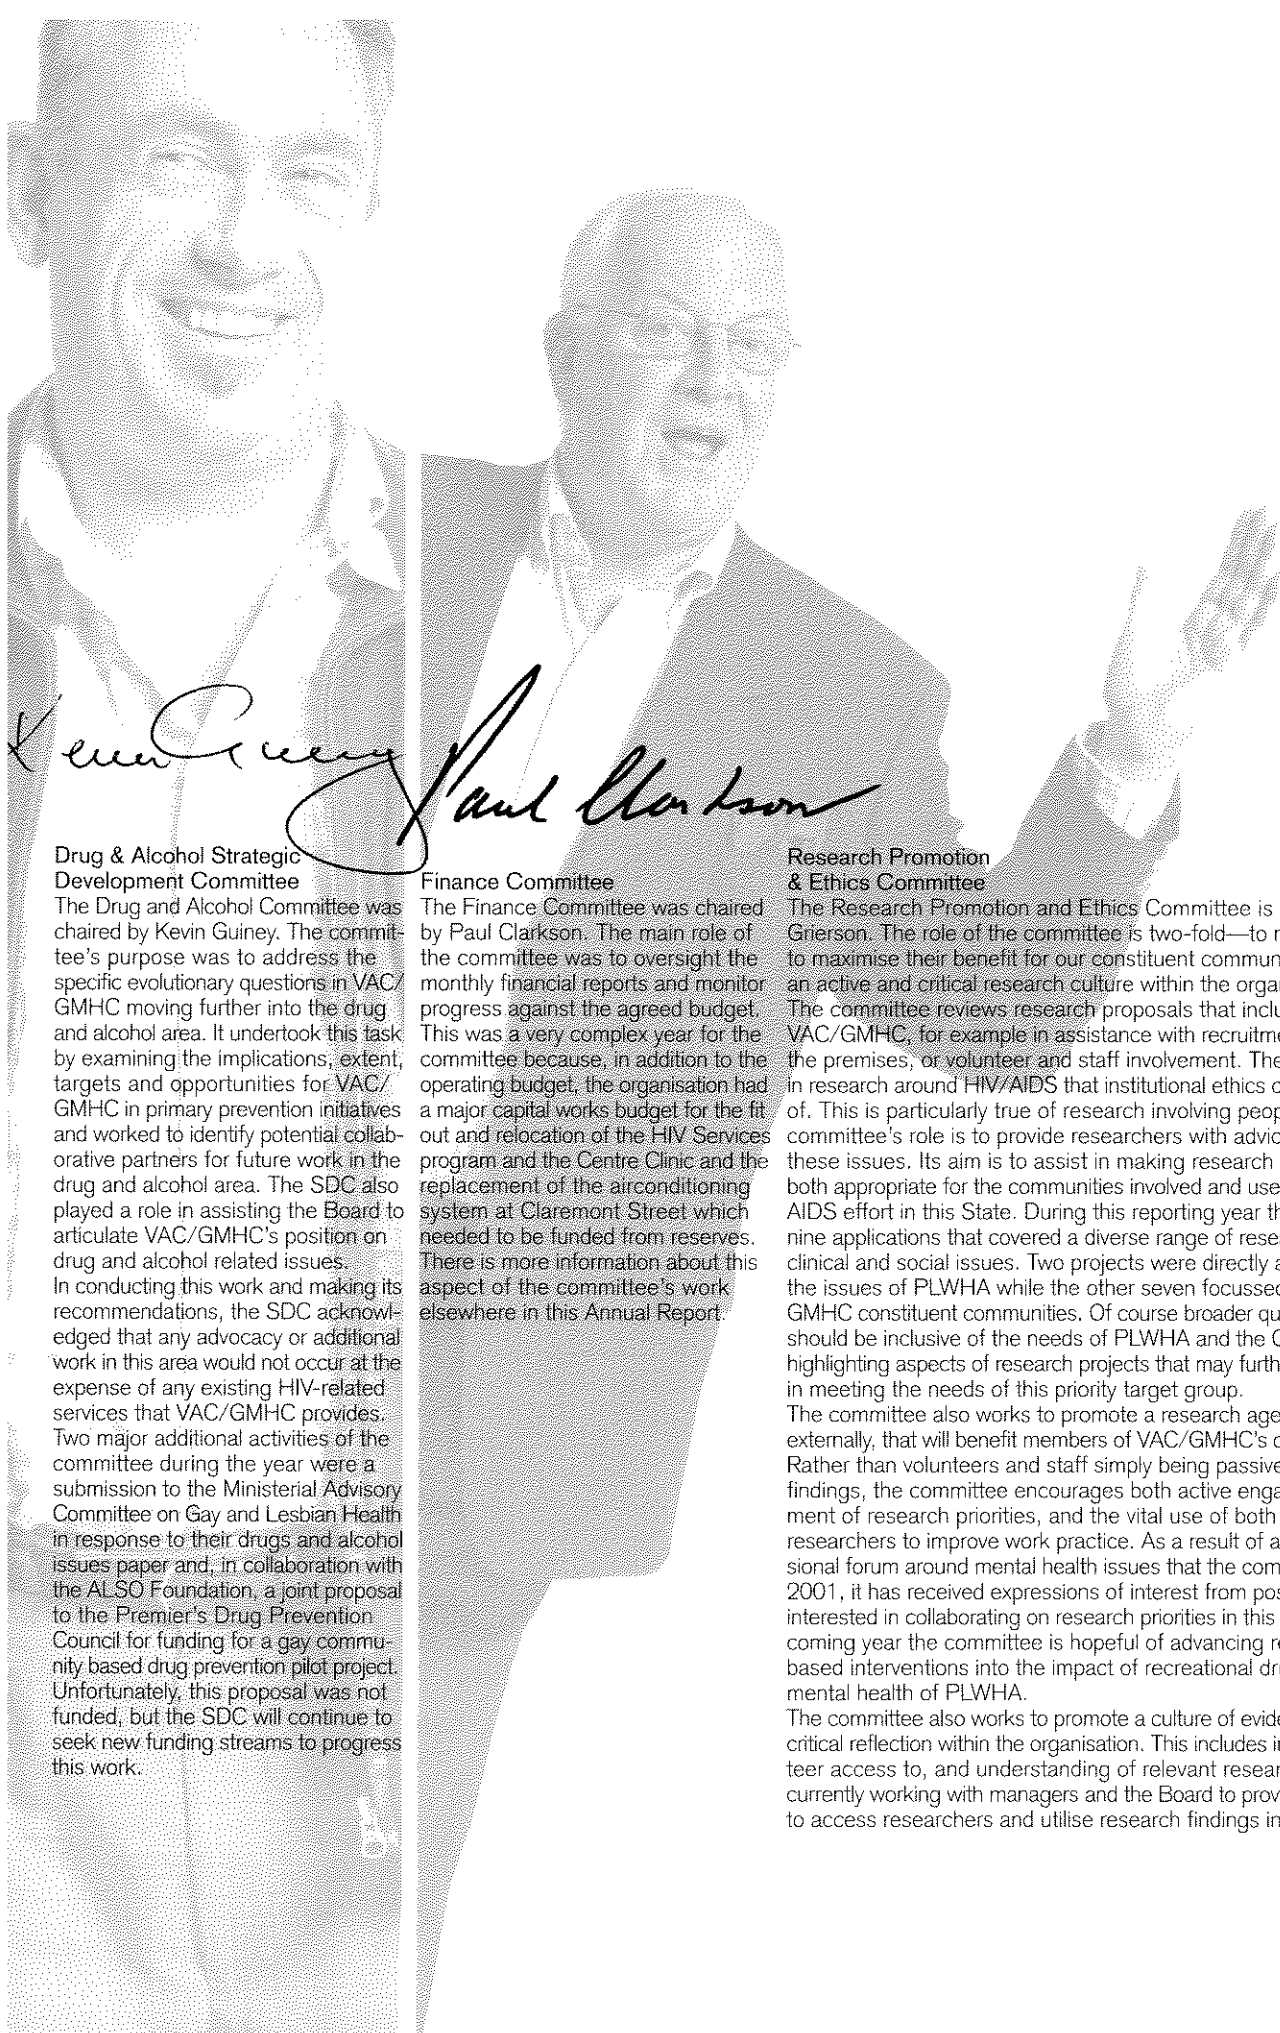 Kevin Guiney
Paul Clarkson
Drug & Alcohol Strategic
Development Committee
The Drug and Alcohol Committee was
chaired by Kevin Guiney. The commit-
tee's purpose was to address the
specific evolutionary questions in VAC/
GMHC moving further into the drug
and alcohol area. It undertook this task
by examining the implications, extent,
targets and opportunities for VAC/
GMHC in primary prevention initiatives
and worked to identify potential collab-
orative partners for future work in the
drug and alcohol area. The SDC also
played a role in assisting the Board to
articulate VAC/GMHC's position on
drug and alcohol related issues.
In conducting this work and making its
recommendations, the SDC acknowl-
edged that any advocacy or additional
work in this area would not occur at the
expense of any existing HIV-related
services that VAC/GMHC provides.
Two major additional activities of the
committee during the year were a
submission to the Ministerial Advisory
Committee on Gay and Lesbian Health
in response to their drugs and alcohol
issues paper and, in collaboration with
the ALSO Foundation, a joint proposal
to the Premier's Drug Prevention
Council for funding for a gay commu-
nity based drug prevention pilot project.
Unfortunately, this proposal was not
funded, but the SDC will continue to
seek new funding streams to progress
this work.
Finance Committee
The Finance Committee was chaired
by Paul Clarkson. The main role of
the committee was to oversight the
monthly financial reports and monitor
progress against the agreed budget.
This was a very complex year for the
committee because, in addition to the
operating budget, the organisation had
a major capital works budget for the fit
out and relocation of the HIV Services
program and the Centre Clinic and the
replacement of the airconditioning
system at Claremont Street which
needed to be funded from reserves.
There is more information about this
aspect of the committee's work
elsewhere in this Annual Report.
Research Promotion
& Ethics Committee
The Research Promotion and Ethics Committee is
Grierson. The role of the committee is two-fold—to r
to maximise their benefit for our constituent commun
an active and critical research culture within the orga
The committee reviews research proposals that inclu
VAC/GMHC, for example in assistance with recruitme
the premises, or volunteer and staff involvement. The
in research around HIV/AIDS that institutional ethics c
of. This is particularly true of research involving peop
committee's role is to provide researchers with advic
these issues. Its aim is to assist in making research
both appropriate for the communities involved and use
AIDS effort in this State. During this reporting year th
nine applications that covered a diverse range of rese
clinical and social issues. Two projects were directly a
the issues of PLWHA while the other seven focussed
GMHC constituent communities. Of course broader qu
should be inclusive of the needs of PLWHA and the C
highlighting aspects of research projects that may furth
in meeting the needs of this priority target group.
The committee also works to promote a research age
externally, that will benefit members of VAC/GMHC's c
Rather than volunteers and staff simply being passive
findings, the committee encourages both active enga
ment of research priorities, and the vital use of both
researchers to improve work practice. As a result of a
sional forum around mental health issues that the com
2001, it has received expressions of interest from pos
interested in collaborating on research priorities in this
coming year the committee is hopeful of advancing re
based interventions into the impact of recreational dru
mental health of PLWHA.
The committee also works to promote a culture of evide
critical reflection within the organisation. This includes in
teer access to, and understanding of relevant resear
currently working with managers and the Board to prov
to access researchers and utilise research findings in